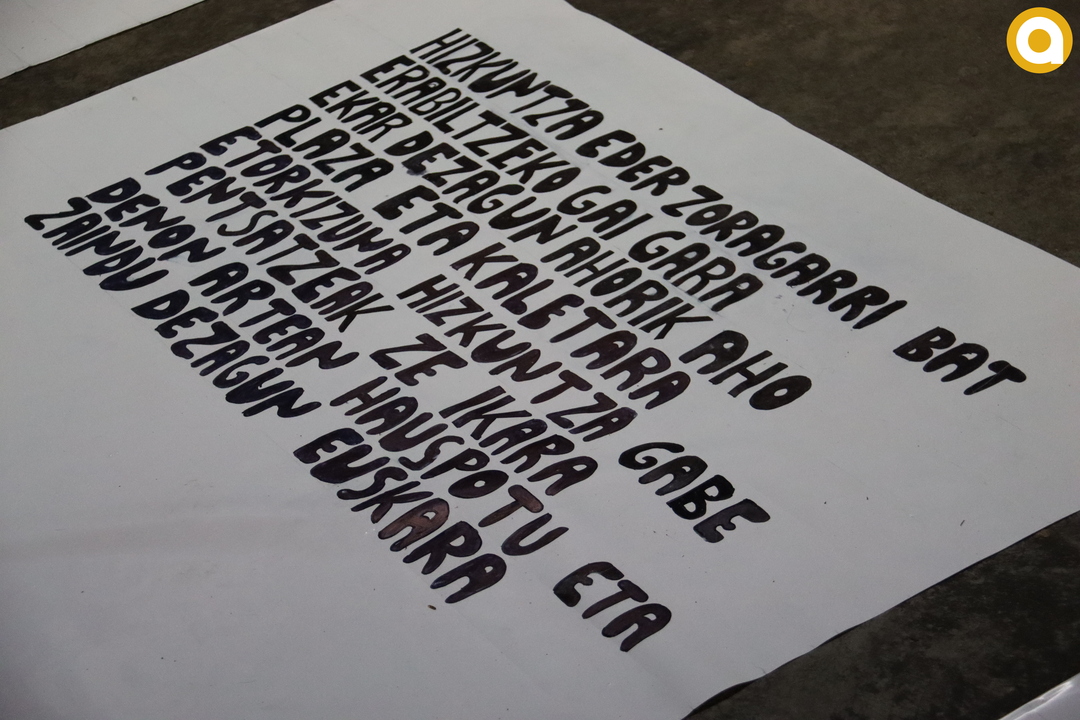 HIZKUNTZA EDER ZORAGARRI BAT
ERABILTZEKO GAI GARA
EKAR DEZAGUN AHORIK AHO
PLAZA ETA KALETARA
ETORKIZUNA HIZKUNTZA GABE
PENTSATZEAK ZE IKARA
DENON ARTEAN HAUSPOTU ETA
ZAINDU DEZAGUN EUSKARA
a